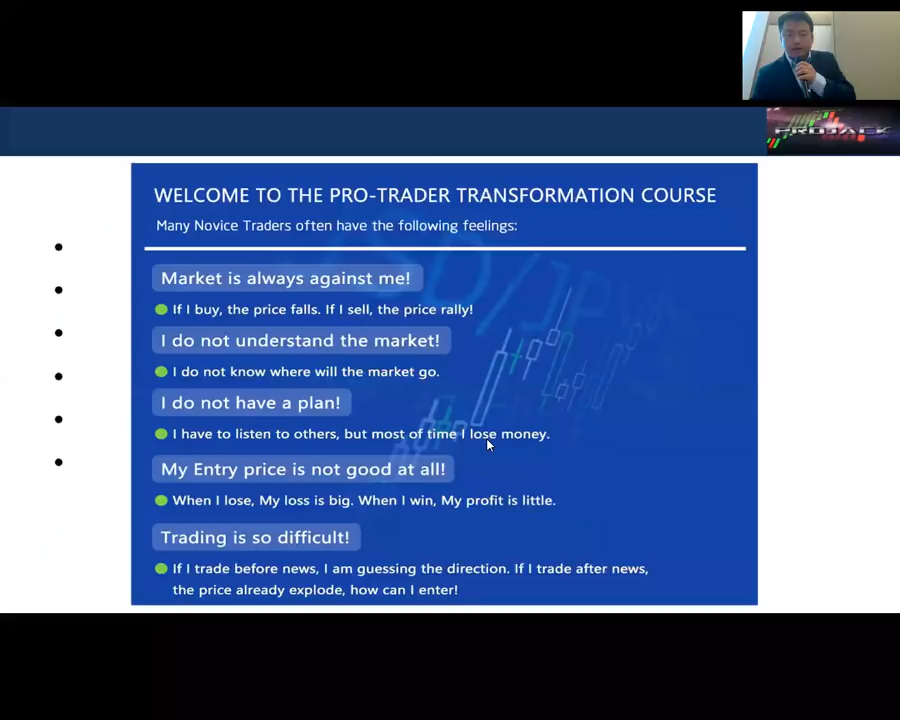 PROJACK
WELCOME TO THE PRO-TRADER TRANSFORMATION COURSE
Many Novice Traders often have the following feelings:
Market is always against me!
If I buy, the price falls. If I sell, the price rally!
I do not understand the market!
I do not know where will the market go.
I do not have a plan!
I have to listen to others, but most of time I lose money.
My Entry price is not good at all!
When I lose, My loss is big. When I win, My profit is little.
Trading is so difficult!
If I trade before news, I am guessing the direction. If I trade after news,
the price already explode, how can I enter!